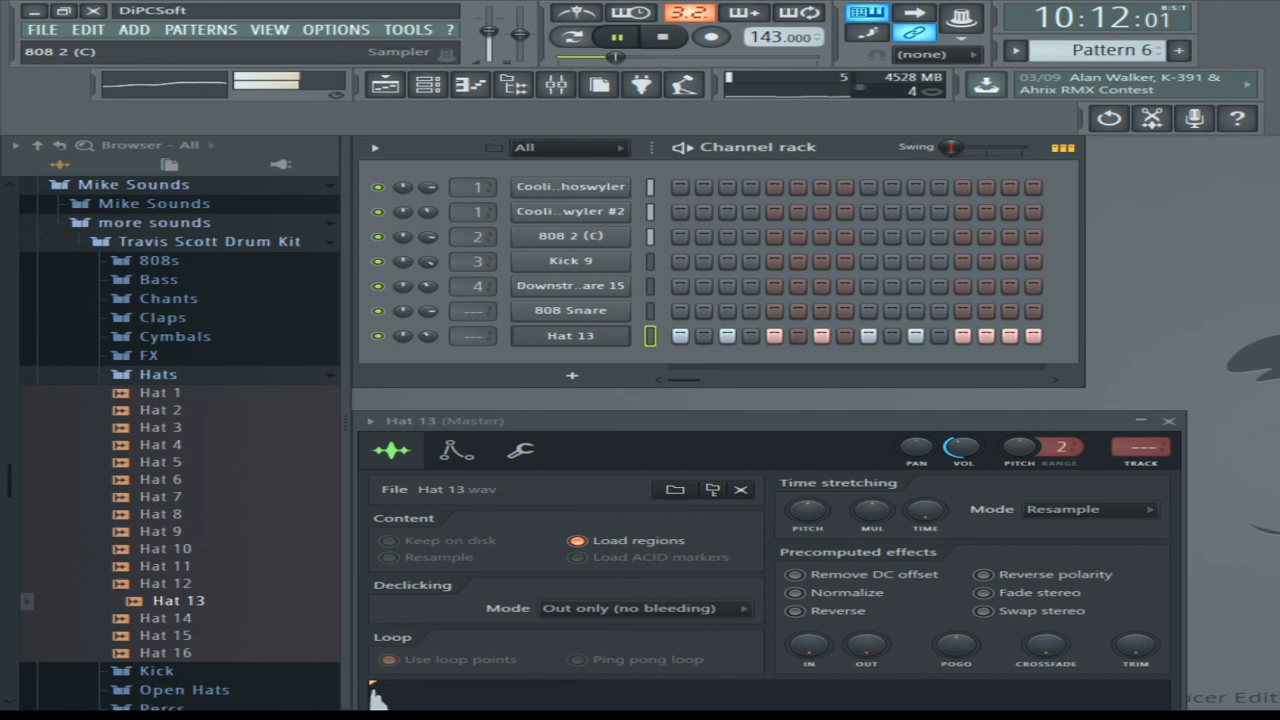 DiPCSoft
FILE EDIT ADD PATTERNS VIEW OPTIONS TOOLS ?
808 2 (C)
Sampler
3.2.
143.000
(none)
10:12:01
B:S:T
Pattern 6
5
4528 MB
4
03/09 Alan Walker, K-391 &
Ahrix RMX Contest
?
Browser - All
Mike Sounds
Mike Sounds
more sounds
Travis Scott Drum Kit
808s
Bass
Chants
Claps
Cymbals
FX
Hats
Hat 1
Hat 2
Hat 3
Hat 4
Hat 5
Hat 6
Hat 7
Hat 8
Hat 9
Hat 10
Hat 11
Hat 12
Hat 13
Hat 14
Hat 15
Hat 16
Kick
Open Hats
Percs
All
Channel rack
Swing
1 Cooli..hoswyler
1 Cooli..wyler #2
2 808 2 (C)
3 Kick 9
4 Downstr..are 15
--- 808 Snare
--- Hat 13
+
Hat 13 (Master)
PAN VOL PITCH RANGE 2 --- TRACK
File Hat 13.wav
Content
Keep on disk
Resample
Load regions
Load ACID markers
Declicking
Mode Out only (no bleeding)
Loop
Use loop points
Ping pong loop
Time stretching
PITCH MUL TIME
Mode Resample
Precomputed effects
Remove DC offset
Normalize
Reverse
Reverse polarity
Fade stereo
Swap stereo
IN OUT POGO CROSSFADE TRIM
ucer Edit